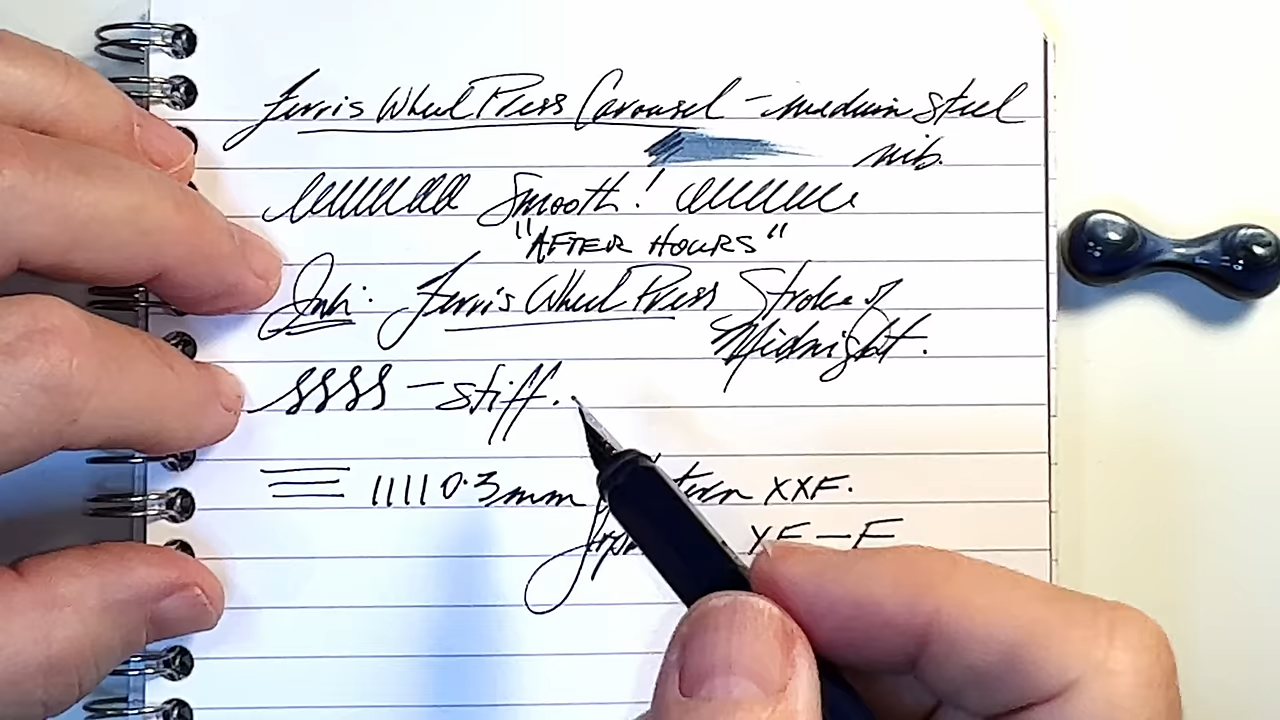 Ferris Wheel Press Carousel - medium steel
nib.
Smooth!
"AFTER HOURS"
Ink: Ferris Wheel Press Stroke of
Midnight.
SSSS - stiff.
0.3mm XXF.
XF - F